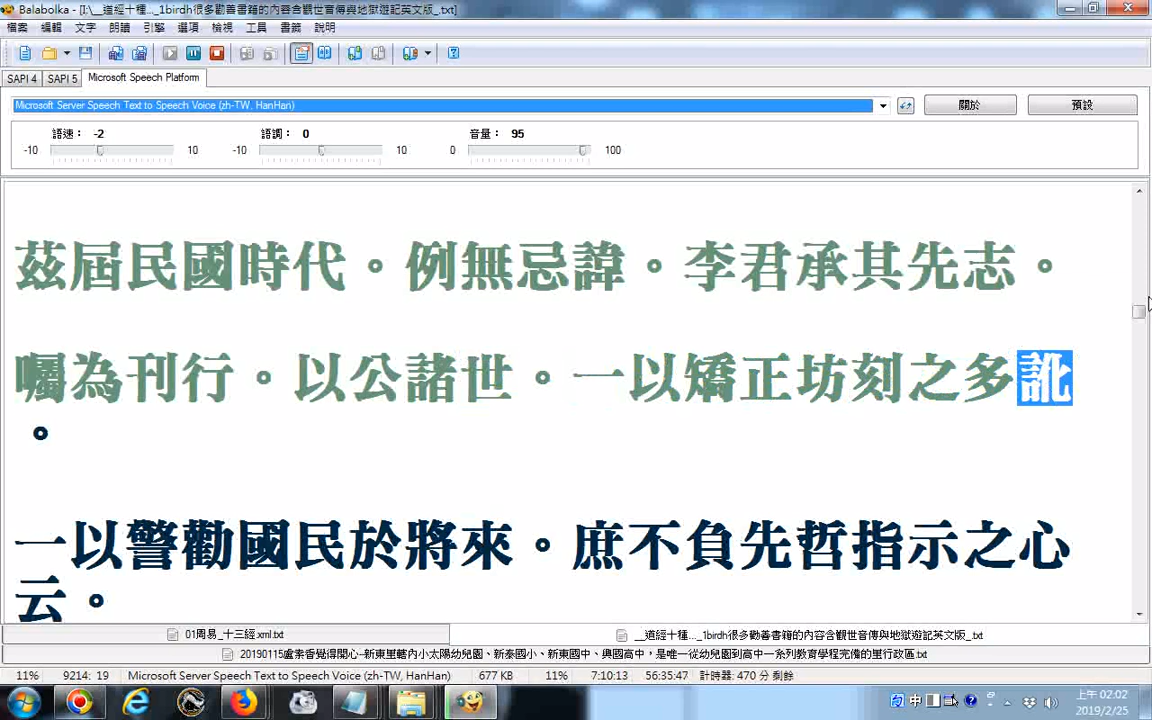 Balabolka - [I:\__道經十種..._1birdh很多勸善書籍的內容含觀世音傳與地獄遊記英文版_.txt]
檔案 編輯 文字 朗讀 引擎 選項 檢視 工具 書籤 說明
SAPI 4 SAPI 5 Microsoft Speech Platform
Microsoft Server Speech Text to Speech Voice (zh-TW, HanHan) 關於 預設
語速： -2 語調： 0 音量： 95
-10 10 -10 10 0 100
茲屆民國時代。例無忌諱。李君承其先志。
囑為刊行。以公諸世。一以矯正坊刻之多訛
。
一以警勸國民於將來。庶不負先哲指示之心
云。
01周易_十三經.xml.txt __道經十種..._1birdh很多勸善書籍的內容含觀世音傳與地獄遊記英文版_.txt
20190115盧素香覺得開心-新東里轄內小太陽幼兒園、新泰國小、新東國中、興國高中，是唯一從幼兒園到高中一系列教育學程完備的里行政區.txt
11% 9214: 19 Microsoft Server Speech Text to Speech Voice (zh-TW, HanHan) 677 KB 11% 7:10:13 56:35:47 計時器: 470 分 剩餘
中 上午 02:02
2019/2/25